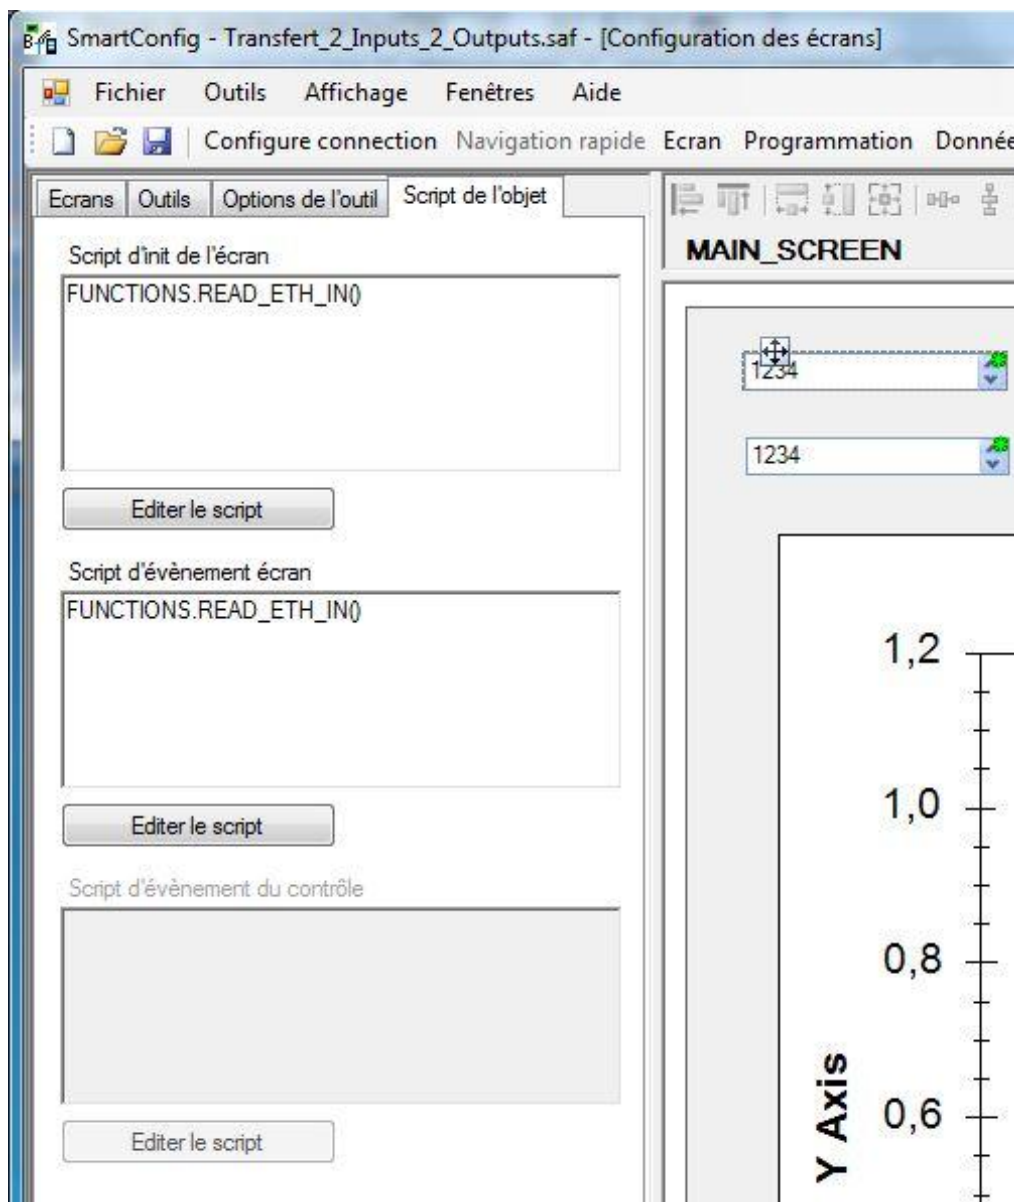 SmartConfig - Transfert_2_Inputs_2_Outputs.saf - [Configuration des écrans]
Fichier Outils Affichage Fenêtres Aide
Configure connection Navigation rapide Ecran Programmation Donnée
Ecrans Outils Options de l'outil Script de l'objet
MAIN_SCREEN
Script d'init de l'écran
FUNCTIONS.READ_ETH_IN()
Editer le script
Script d'évènement écran
FUNCTIONS.READ_ETH_IN()
Editer le script
Script d'évènement du contrôle
Editer le script
1234
1234
1,2
1,0
0,8
0,6
Y Axis